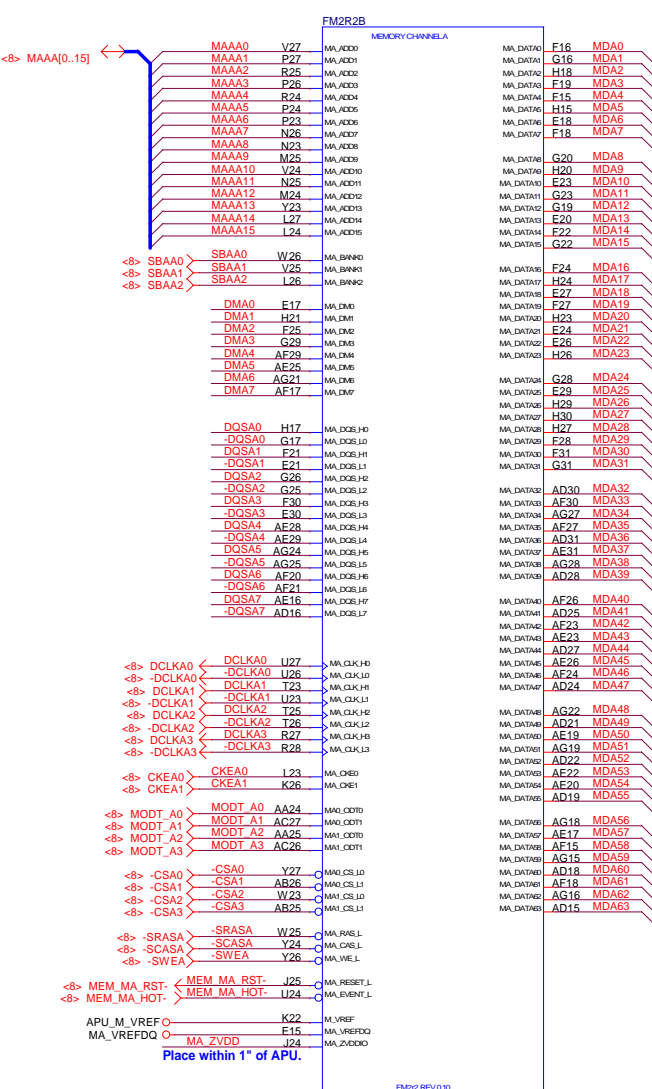 FM2R2B
MEMORY CHANNEL A
<8> MAAA[0..15]
MAAA0 V27 MA_ADD0 MA_DATA0 F16 MDA0
MAAA1 P27 MA_ADD1 MA_DATA1 G16 MDA1
MAAA2 R25 MA_ADD2 MA_DATA2 H18 MDA2
MAAA3 P26 MA_ADD3 MA_DATA3 F19 MDA3
MAAA4 R24 MA_ADD4 MA_DATA4 F15 MDA4
MAAA5 P24 MA_ADD5 MA_DATA5 H15 MDA5
MAAA6 P23 MA_ADD6 MA_DATA6 E18 MDA6
MAAA7 N26 MA_ADD7 MA_DATA7 F18 MDA7
MAAA8 N23 MA_ADD8
MAAA9 M25 MA_ADD9 MA_DATA8 G20 MDA8
MAAA10 V24 MA_ADD10 MA_DATA9 H20 MDA9
MAAA11 N25 MA_ADD11 MA_DATA10 E23 MDA10
MAAA12 M24 MA_ADD12 MA_DATA11 G23 MDA11
MAAA13 Y23 MA_ADD13 MA_DATA12 G19 MDA12
MAAA14 L27 MA_ADD14 MA_DATA13 E20 MDA13
MAAA15 L24 MA_ADD15 MA_DATA14 F22 MDA14
MA_DATA15 G22 MDA15
<8> SBAA0 SBAA0 W26 MA_BANK0
<8> SBAA1 SBAA1 V25 MA_BANK1 MA_DATA16 F24 MDA16
<8> SBAA2 SBAA2 L26 MA_BANK2 MA_DATA17 H24 MDA17
MA_DATA18 E27 MDA18
DMA0 E17 MA_DM0 MA_DATA19 F27 MDA19
DMA1 H21 MA_DM1 MA_DATA20 H23 MDA20
DMA2 F25 MA_DM2 MA_DATA21 E24 MDA21
DMA3 G29 MA_DM3 MA_DATA22 E26 MDA22
DMA4 AF29 MA_DM4 MA_DATA23 H26 MDA23
DMA5 AE25 MA_DM5
DMA6 AG21 MA_DM6 MA_DATA24 G28 MDA24
DMA7 AF17 MA_DM7 MA_DATA25 E29 MDA25
MA_DATA26 H29 MDA26
MA_DATA27 H30 MDA27
DQSA0 H17 MA_DQS_H0 MA_DATA28 H27 MDA28
-DQSA0 G17 MA_DQS_L0 MA_DATA29 F28 MDA29
DQSA1 F21 MA_DQS_H1 MA_DATA30 F31 MDA30
-DQSA1 E21 MA_DQS_L1 MA_DATA31 G31 MDA31
DQSA2 G26 MA_DQS_H2
-DQSA2 G25 MA_DQS_L2 MA_DATA32 AD30 MDA32
DQSA3 F30 MA_DQS_H3 MA_DATA33 AF30 MDA33
-DQSA3 E30 MA_DQS_L3 MA_DATA34 AG27 MDA34
DQSA4 AE28 MA_DQS_H4 MA_DATA35 AF27 MDA35
-DQSA4 AE29 MA_DQS_L4 MA_DATA36 AD31 MDA36
DQSA5 AG24 MA_DQS_H5 MA_DATA37 AE31 MDA37
-DQSA5 AG25 MA_DQS_L5 MA_DATA38 AG28 MDA38
DQSA6 AF20 MA_DQS_H6 MA_DATA39 AD28 MDA39
-DQSA6 AF21 MA_DQS_L6
DQSA7 AE16 MA_DQS_H7 MA_DATA40 AF26 MDA40
-DQSA7 AD16 MA_DQS_L7 MA_DATA41 AD25 MDA41
MA_DATA42 AF23 MDA42
MA_DATA43 AE23 MDA43
MA_DATA44 AD27 MDA44
<8> DCLKA0 DCLKA0 U27 MA_CLK_H0 MA_DATA45 AE26 MDA45
<8> -DCLKA0 -DCLKA0 U26 MA_CLK_L0 MA_DATA46 AF24 MDA46
<8> DCLKA1 DCLKA1 T23 MA_CLK_H1 MA_DATA47 AD24 MDA47
<8> -DCLKA1 -DCLKA1 U23 MA_CLK_L1
<8> DCLKA2 DCLKA2 T25 MA_CLK_H2 MA_DATA48 AG22 MDA48
<8> -DCLKA2 -DCLKA2 T26 MA_CLK_L2 MA_DATA49 AD21 MDA49
<8> DCLKA3 DCLKA3 R27 MA_CLK_H3 MA_DATA50 AE19 MDA50
<8> -DCLKA3 -DCLKA3 R28 MA_CLK_L3 MA_DATA51 AG19 MDA51
MA_DATA52 AD22 MDA52
<8> CKEA0 CKEA0 L23 MA_CKE0 MA_DATA53 AE22 MDA53
<8> CKEA1 CKEA1 K26 MA_CKE1 MA_DATA54 AE20 MDA54
MA_DATA55 AD19 MDA55
<8> MODT_A0 MODT_A0 AA24 MA0_ODT0
<8> MODT_A1 MODT_A1 AC27 MA0_ODT1 MA_DATA56 AG18 MDA56
<8> MODT_A2 MODT_A2 AA25 MA1_ODT0 MA_DATA57 AE17 MDA57
<8> MODT_A3 MODT_A3 AC26 MA1_ODT1 MA_DATA58 AF15 MDA58
MA_DATA59 AG15 MDA59
<8> -CSA0 -CSA0 Y27 MA0_CS_L0 MA_DATA60 AD18 MDA60
<8> -CSA1 -CSA1 AB26 MA0_CS_L1 MA_DATA61 AF18 MDA61
<8> -CSA2 -CSA2 W23 MA1_CS_L0 MA_DATA62 AG16 MDA62
<8> -CSA3 -CSA3 AB25 MA1_CS_L1 MA_DATA63 AD15 MDA63
<8> -SRASA -SRASA W25 MA_RAS_L
<8> -SCASA -SCASA Y24 MA_CAS_L
<8> -SWEA -SWEA Y26 MA_WE_L
<8> MEM_MA_RST- MEM_MA_RST- J25 MA_RESET_L
<8> MEM_MA_HOT- MEM_MA_HOT- U24 MA_EVENT_L
APU_M_VREF K22 M_VREF
MA_VREFDQ E15 MA_VREFDQ
MA_ZVDD J24 MA_ZVDDIO
Place within 1" of APU.
FM2r2 REV 0.10